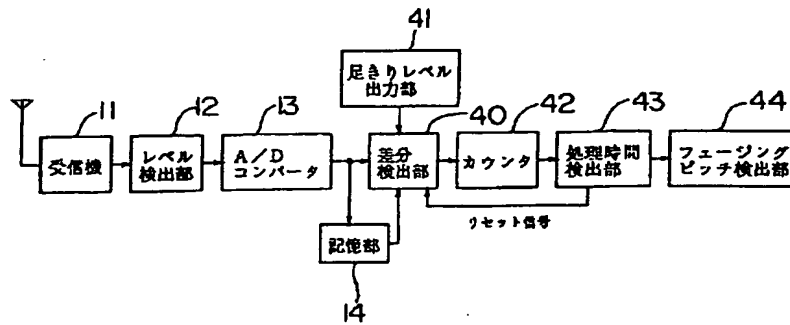 41
足きりレベル
出力部
11
12
13
40
42
43
44
受信機
レベル
検出部
A/D
コンバータ
差分
検出部
カウンタ
処理時間
検出部
フェージング
ピッチ検出部
リセット信号
記憶部
14